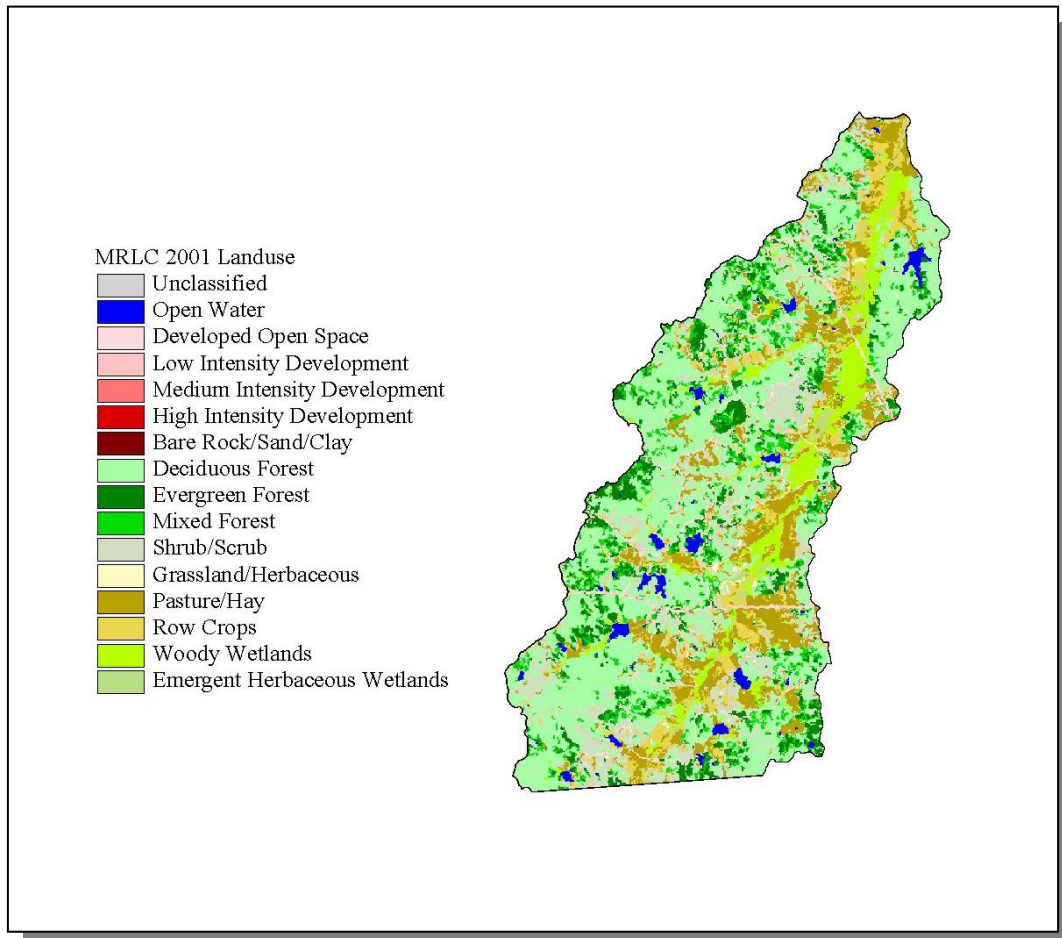 MRLC 2001 Landuse
Unclassified
Open Water
Developed Open Space
Low Intensity Development
Medium Intensity Development
High Intensity Development
Bare Rock/Sand/Clay
Deciduous Forest
Evergreen Forest
Mixed Forest
Shrub/Scrub
Grassland/Herbaceous
Pasture/Hay
Row Crops
Woody Wetlands
Emergent Herbaceous Wetlands